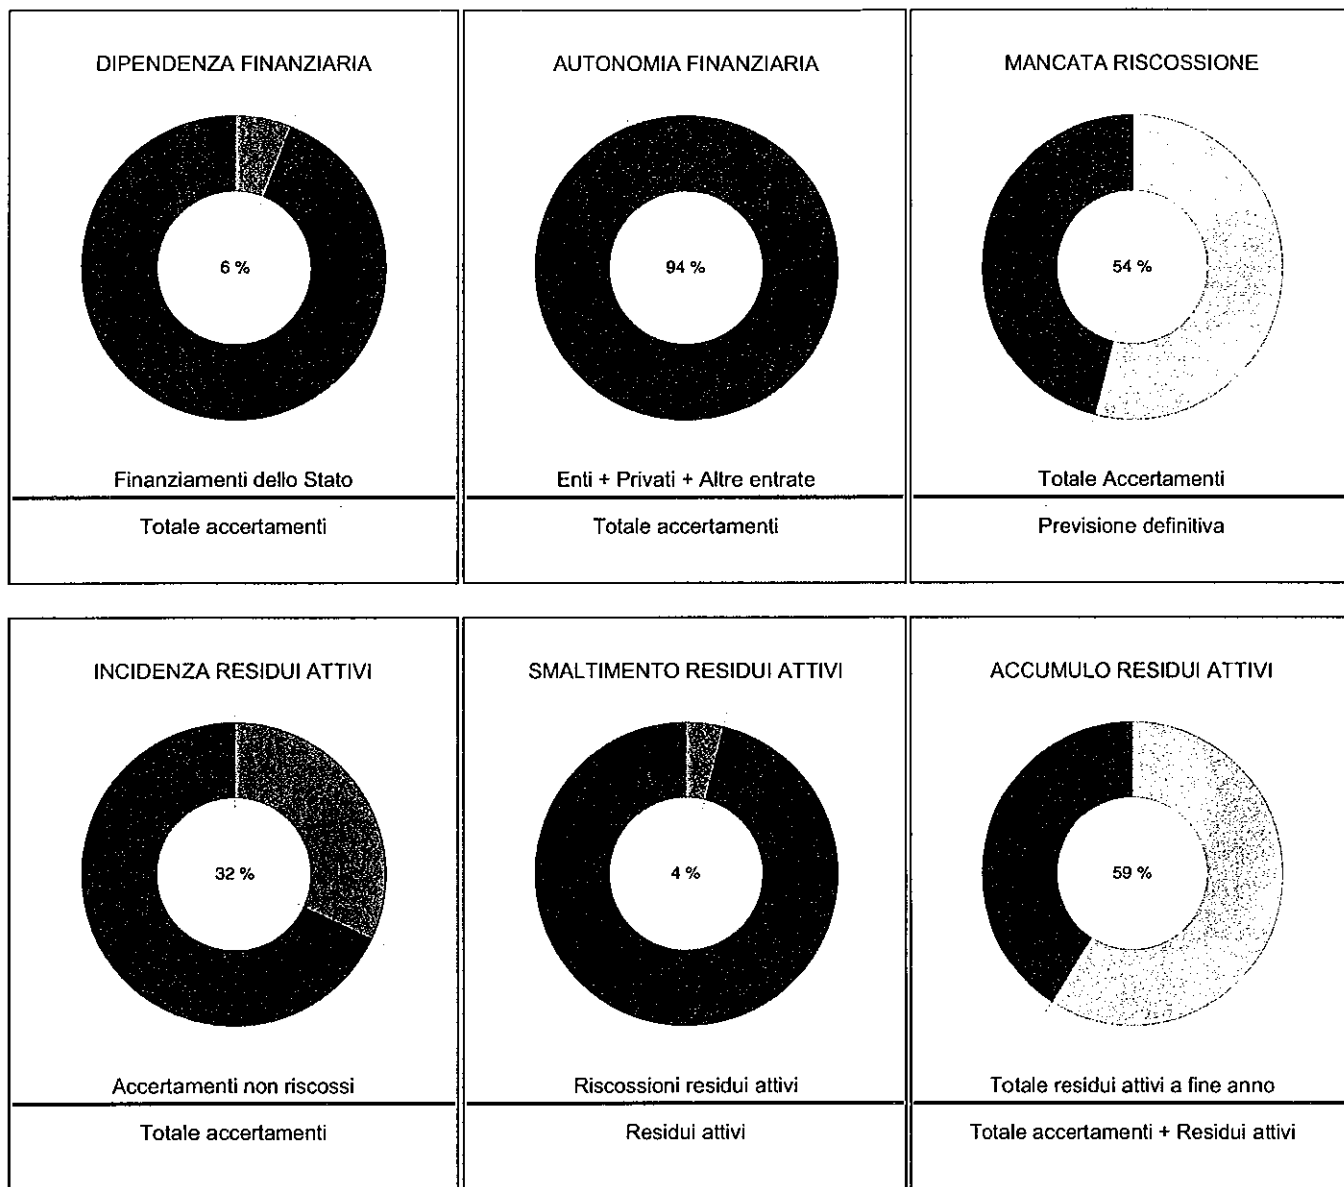 DIPENDENZA FINANZIARIA
6 %
Finanziamenti dello Stato
Totale accertamenti
AUTONOMIA FINANZIARIA
94 %
Enti + Privati + Altre entrate
Totale accertamenti
MANCATA RISCOSSIONE
54 %
Totale Accertamenti
Previsione definitiva
INCIDENZA RESIDUI ATTIVI
32 %
Accertamenti non riscossi
Totale accertamenti
SMALTIMENTO RESIDUI ATTIVI
4 %
Riscossioni residui attivi
Residui attivi
ACCUMULO RESIDUI ATTIVI
59 %
Totale residui attivi a fine anno
Totale accertamenti + Residui attivi